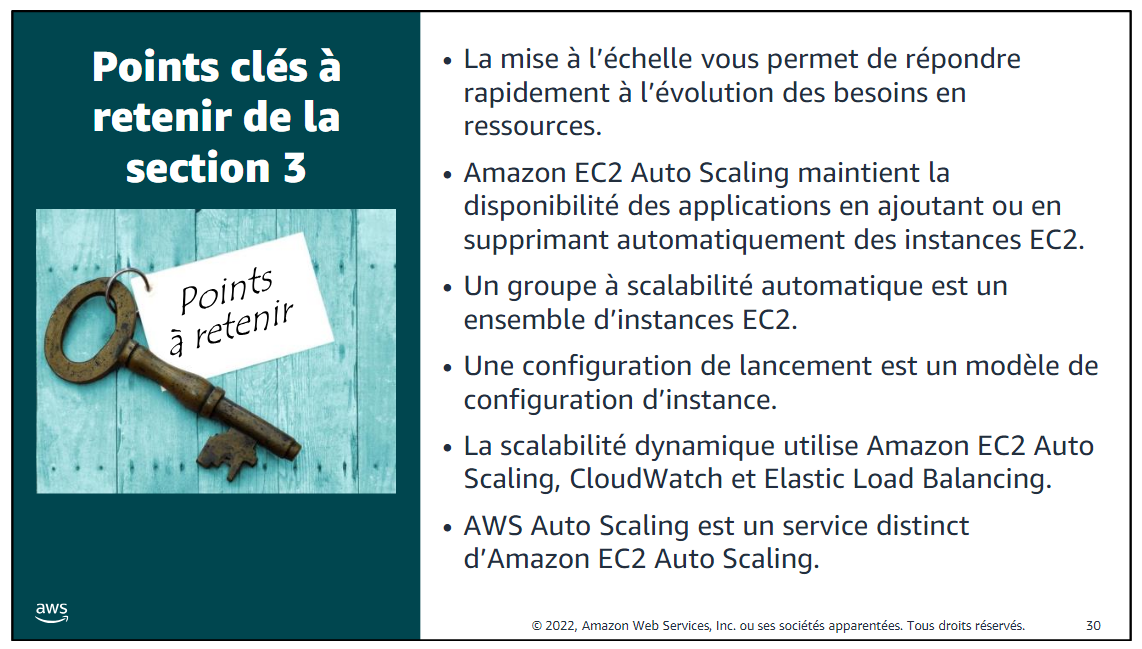 Points clés à
retenir de la
section 3
Points
à retenir
aws
• La mise à l’échelle vous permet de répondre
rapidement à l’évolution des besoins en
ressources.
• Amazon EC2 Auto Scaling maintient la
disponibilité des applications en ajoutant ou en
supprimant automatiquement des instances EC2.
• Un groupe à scalabilité automatique est un
ensemble d’instances EC2.
• Une configuration de lancement est un modèle de
configuration d’instance.
• La scalabilité dynamique utilise Amazon EC2 Auto
Scaling, CloudWatch et Elastic Load Balancing.
• AWS Auto Scaling est un service distinct
d’Amazon EC2 Auto Scaling.
© 2022, Amazon Web Services, Inc. ou ses sociétés apparentées. Tous droits réservés.
30